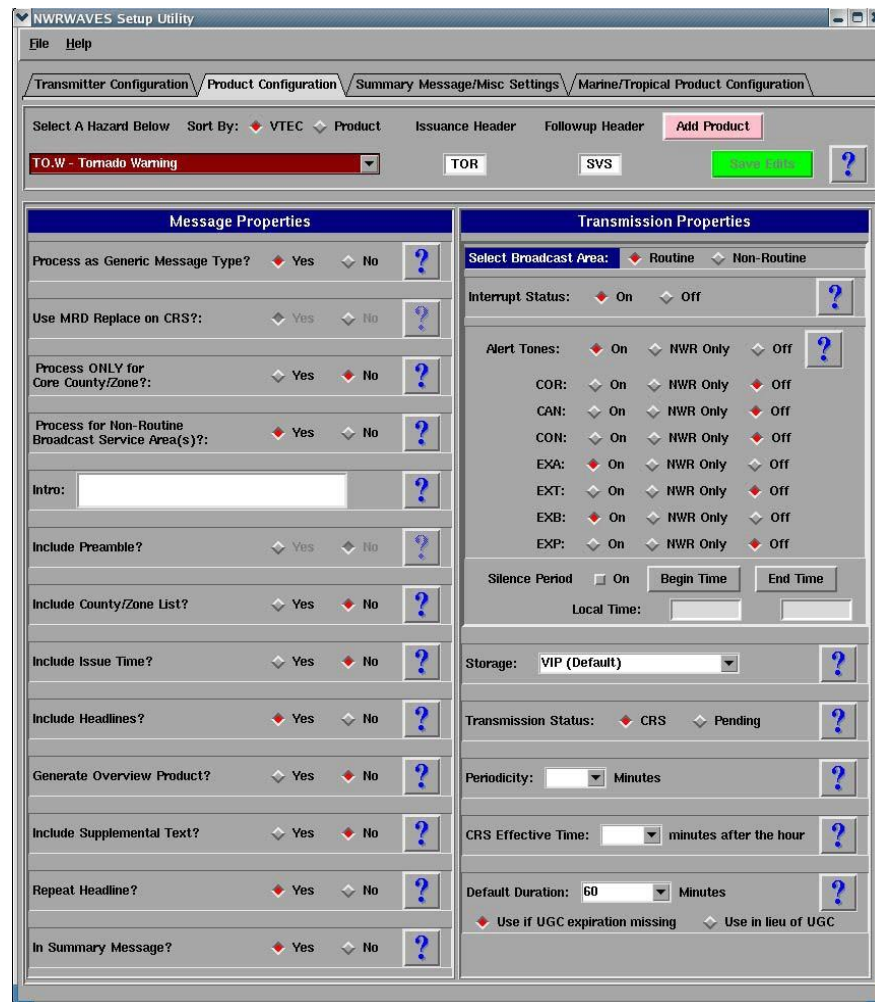 NWRWAVES Setup Utility
File Help
Transmitter Configuration Product Configuration Summary Message/Misc Settings Marine/Tropical Product Configuration
Select A Hazard Below Sort By: VTEC Product Issuance Header Followup Header Add Product
TO.W - Tornado Warning TOR SVS Save Edits ?
Message Properties
Process as Generic Message Type? Yes No ?
Use MRD Replace on CRS?: Yes No ?
Process ONLY for
Core County/Zone?: Yes No ?
Process for Non-Routine
Broadcast Service Area(s)?: Yes No ?
Intro: ?
Include Preamble? Yes No ?
Include County/Zone List? Yes No ?
Include Issue Time? Yes No ?
Include Headlines? Yes No ?
Generate Overview Product? Yes No ?
Include Supplemental Text? Yes No ?
Repeat Headline? Yes No ?
In Summary Message? Yes No ?
Transmission Properties
Select Broadcast Area: Routine Non-Routine
Interrupt Status: On Off ?
Alert Tones: On NWR Only Off ?
COR: On NWR Only Off
CAN: On NWR Only Off
CON: On NWR Only Off
EXA: On NWR Only Off
EXT: On NWR Only Off
EXB: On NWR Only Off
EXP: On NWR Only Off
Silence Period On Begin Time End Time
Local Time:
Storage: VIP (Default) ?
Transmission Status: CRS Pending ?
Periodicity: Minutes ?
CRS Effective Time: minutes after the hour ?
Default Duration: 60 Minutes ?
Use if UGC expiration missing Use in lieu of UGC